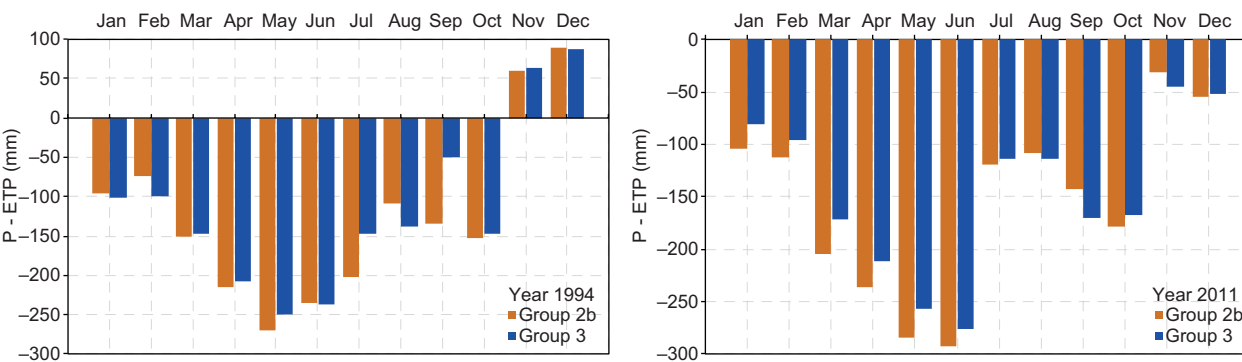 Jan Feb Mar Apr May Jun Jul Aug Sep Oct Nov Dec
100
50
0
–50
–100
–150
–200
–250
–300
P - ETP (mm)
Year 1994
Group 2b
Group 3
Jan Feb Mar Apr May Jun Jul Aug Sep Oct Nov Dec
0
–50
–100
–150
–200
–250
–300
P - ETP (mm)
Year 2011
Group 2b
Group 3